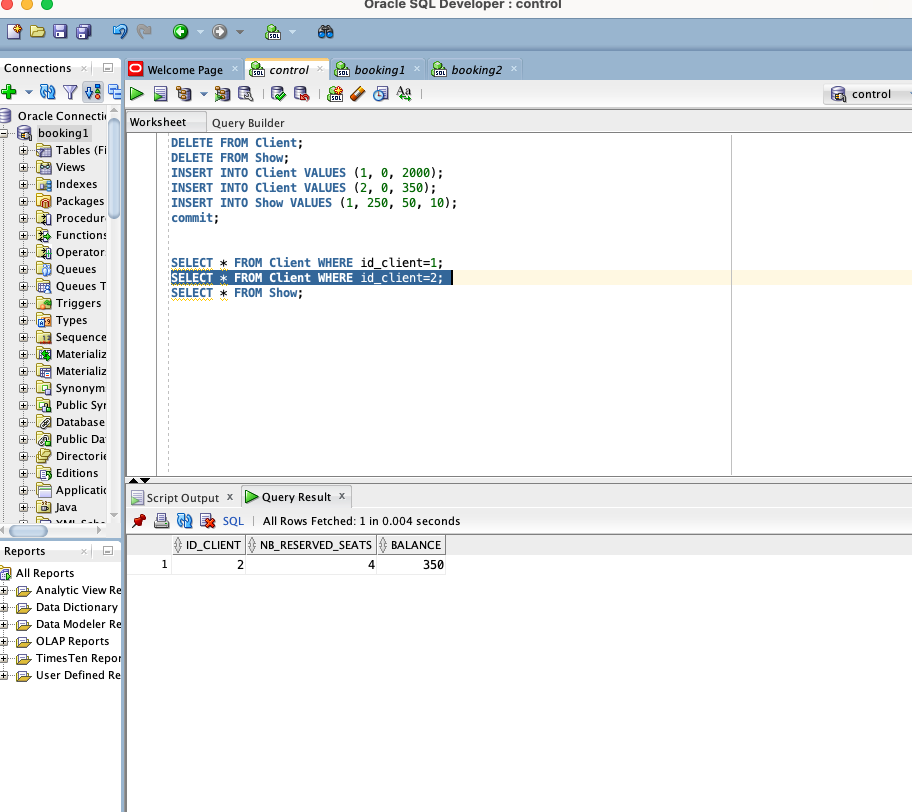 Oracle SQL Developer : control
Connections
Welcome Page
control
booking1
booking2
control
Oracle Connecti
booking1
Tables (Fi
Views
Indexes
Packages
Procedur
Functions
Operator
Queues
Queues T
Triggers
Types
Sequence
Materializ
Materializ
Synonym
Public Syr
Database
Public Da
Directorie
Editions
Applicatio
Java
XML Sche
Worksheet
Query Builder
DELETE FROM Client;
DELETE FROM Show;
INSERT INTO Client VALUES (1, 0, 2000);
INSERT INTO Client VALUES (2, 0, 350);
INSERT INTO Show VALUES (1, 250, 50, 10);
commit;
SELECT * FROM Client WHERE id_client=1;
SELECT * FROM Client WHERE id_client=2;
SELECT * FROM Show;
Script Output
Query Result
SQL
All Rows Fetched: 1 in 0.004 seconds
ID_CLIENT NB_RESERVED_SEATS BALANCE
1 2 4 350
Reports
All Reports
Analytic View Re
Data Dictionary
Data Modeler Re
OLAP Reports
TimesTen Repor
User Defined Re